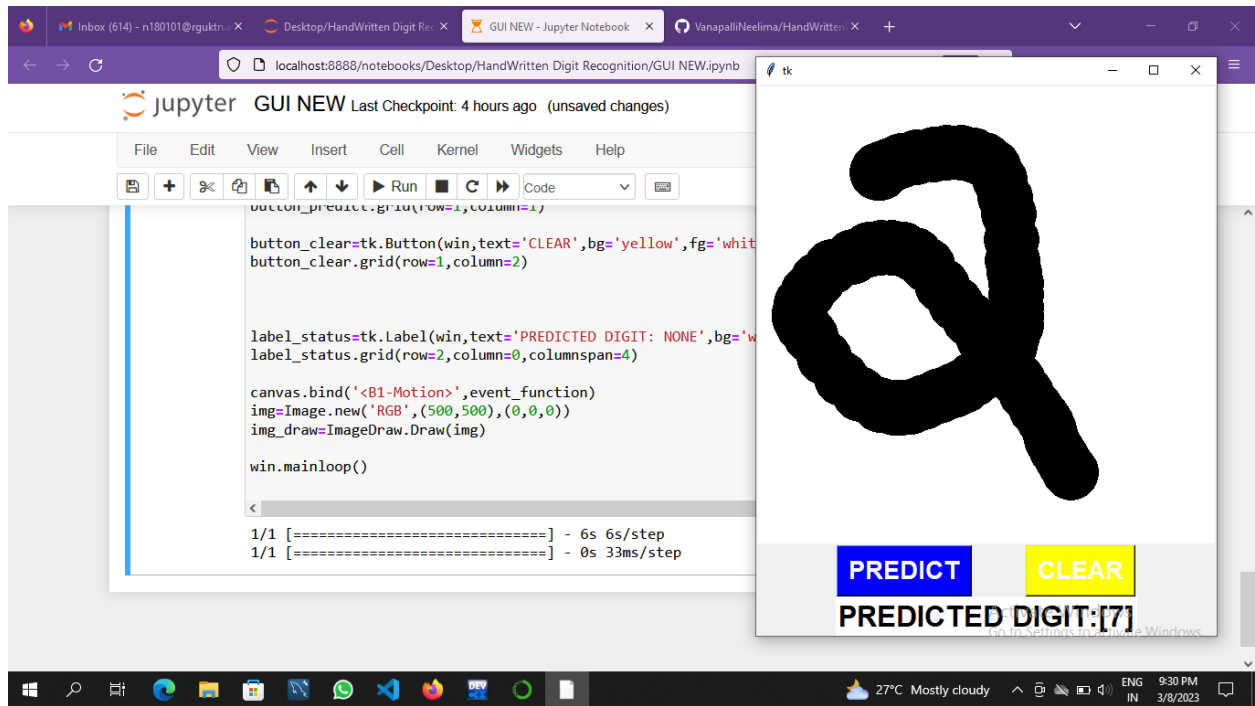 Inbox (614) - n180101@rguktn.a
Desktop/HandWritten Digit Rec
GUI NEW - Jupyter Notebook
VanapalliNeelima/HandWritten
localhost:8888/notebooks/Desktop/HandWritten Digit Recognition/GUI NEW.ipynb
tk
jupyter GUI NEW Last Checkpoint: 4 hours ago (unsaved changes)
File Edit View Insert Cell Kernel Widgets Help
Run Code
button_predict.grid(row=1,column=1)
button_clear=tk.Button(win,text='CLEAR',bg='yellow',fg='whit
button_clear.grid(row=1,column=2)
label_status=tk.Label(win,text='PREDICTED DIGIT: NONE',bg='w
label_status.grid(row=2,column=0,columnspan=4)
canvas.bind('<B1-Motion>',event_function)
img=Image.new('RGB',(500,500),(0,0,0))
img_draw=ImageDraw.Draw(img)
win.mainloop()
1/1 [==============================] - 6s 6s/step
1/1 [==============================] - 0s 33ms/step
2
PREDICT CLEAR
PREDICTED DIGIT:[7]
Activate Windows
Go to Settings to activate Windows.
DEV
27°C Mostly cloudy
ENG
IN
9:30 PM
3/8/2023